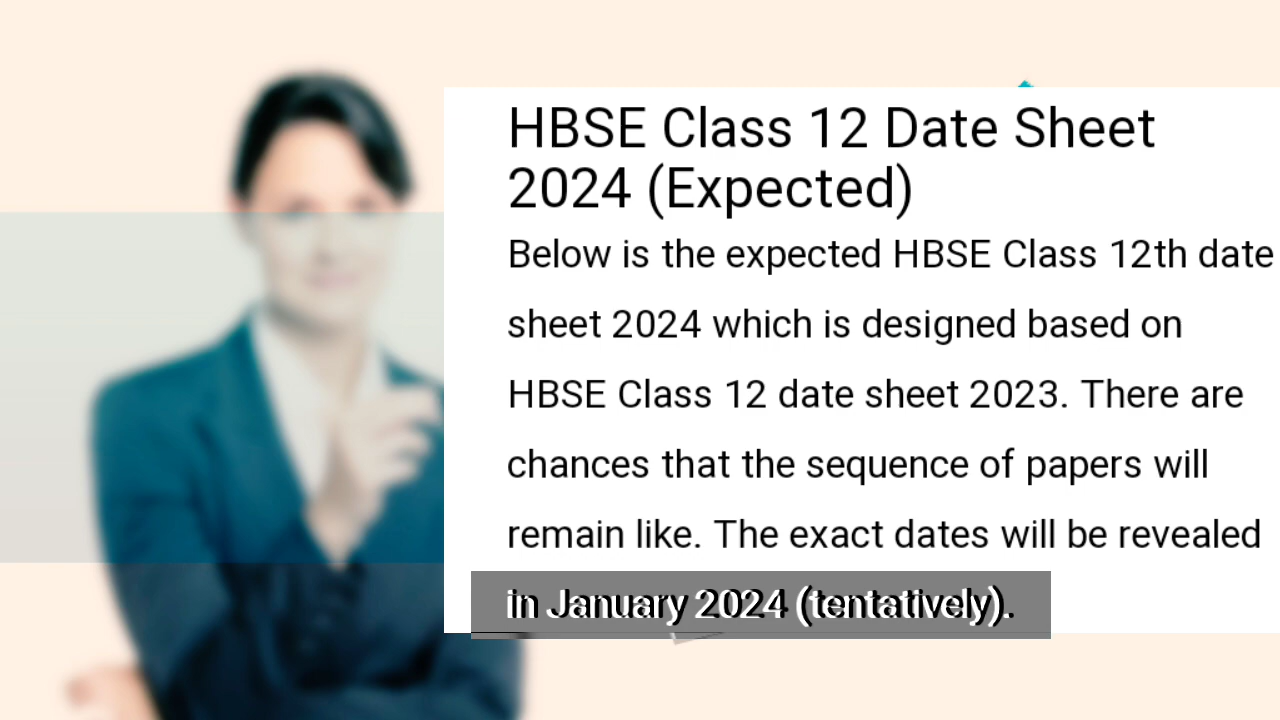 HBSE Class 12 Date Sheet
2024 (Expected)
Below is the expected HBSE Class 12th date
sheet 2024 which is designed based on
HBSE Class 12 date sheet 2023. There are
chances that the sequence of papers will
remain like. The exact dates will be revealed
in January 2024 (tentatively).